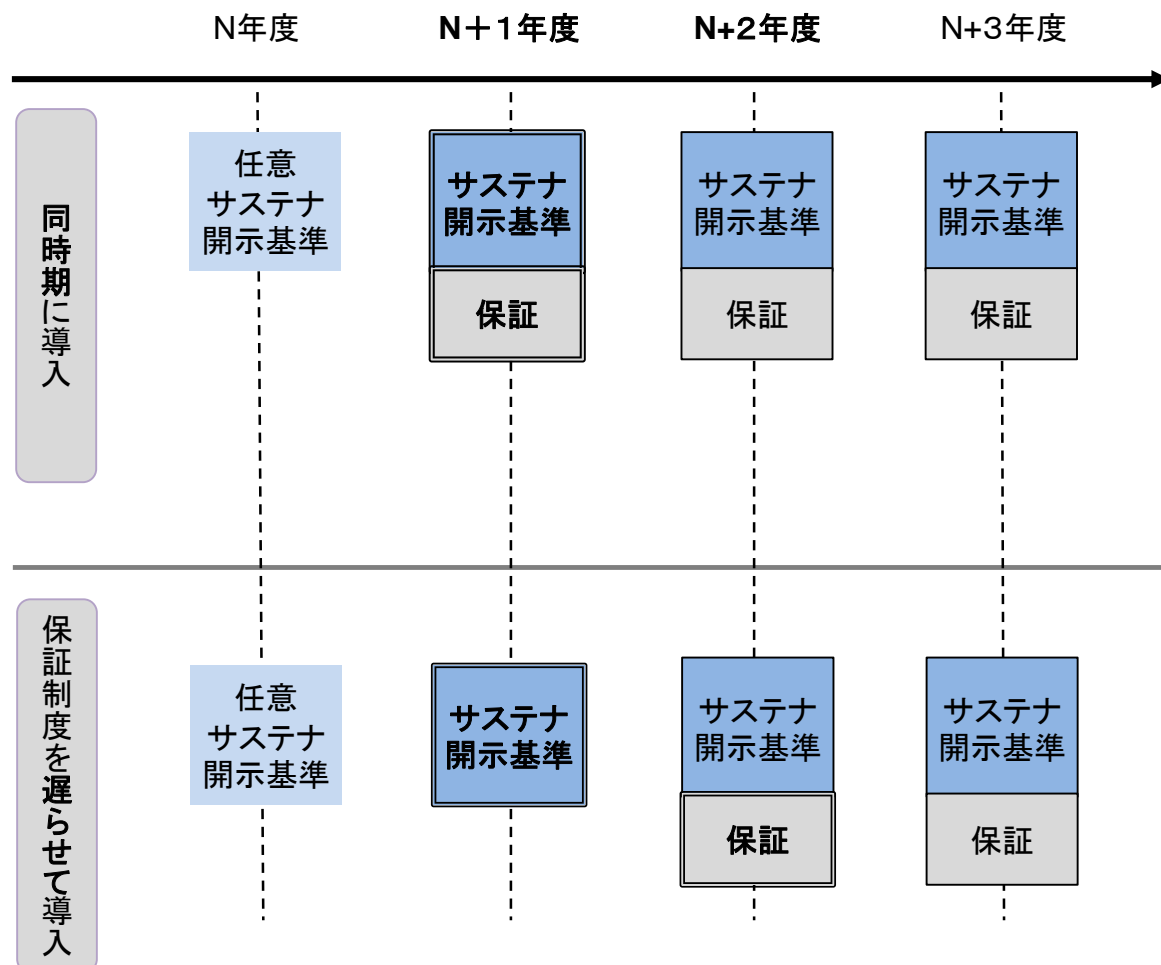 N年度
N＋１年度
N+２年度
N+３年度
同時期に導入
任意
サステナ
開示基準
サステナ
開示基準
保証
サステナ
開示基準
保証
サステナ
開示基準
保証
保証制度を遅らせて導入
任意
サステナ
開示基準
サステナ
開示基準
サステナ
開示基準
保証
サステナ
開示基準
保証